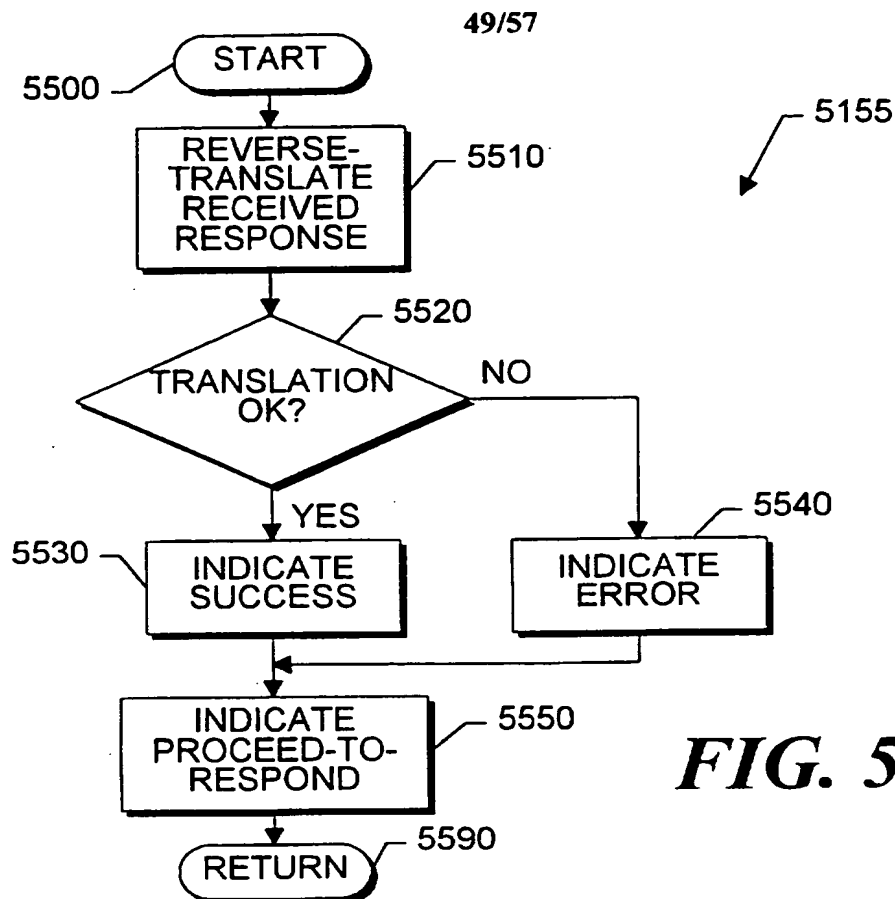 49/57
START
5500
5155
REVERSE-
TRANSLATE
RECEIVED
RESPONSE
5510
5520
TRANSLATION
OK?
NO
YES
5530
INDICATE
SUCCESS
5540
INDICATE
ERROR
INDICATE
PROCEED-TO-
RESPOND
5550
FIG. 5
RETURN
5590